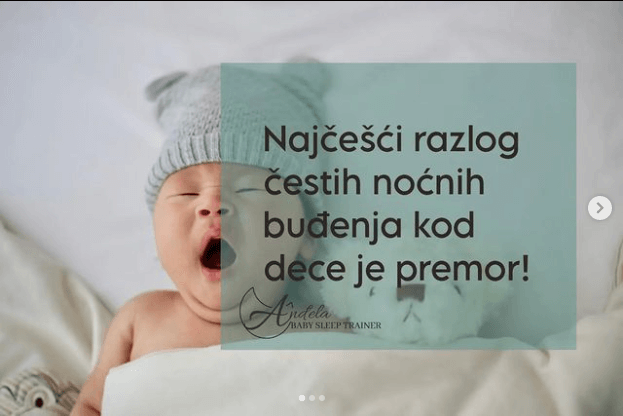 Najčešći razlog
čestih noćnih
buđenja kod
dece je premor!
Anđela
BABY SLEEP TRAINER